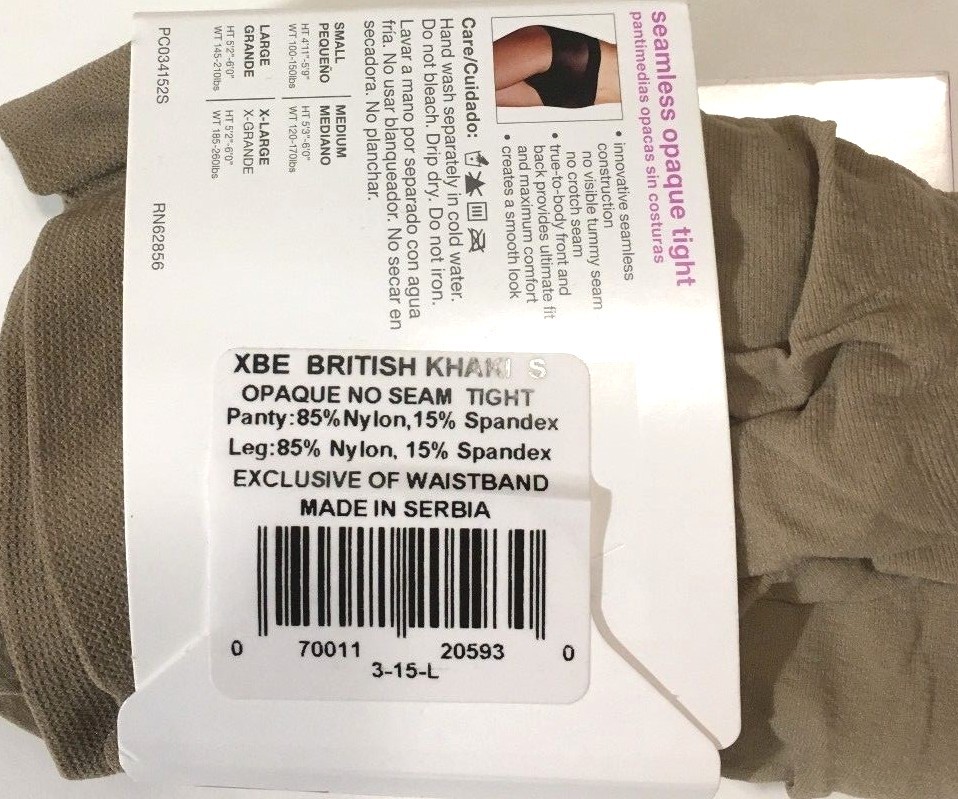 seamless opaque tight
pantimedias opacas sin costuras
• innovative seamless
construction
no visible tummy seam
no crotch seam
• true-to-body front and
back provides ultimate fit
and maximum comfort
• creates a smooth look
Care/Cuidado:
Hand wash separately in cold water.
Do not bleach. Drip dry. Do not iron.
Lavar a mano por separado con agua
fría. No usar blanqueador. No secar en
secadora. No planchar.
SMALL
PEQUEÑO
HT 4'11"-5'9"
WT 100-150lbs
MEDIUM
MEDIANO
HT 5'3"-6'0"
WT 120-170lbs
LARGE
GRANDE
HT 5'2"-6'0"
WT 145-210lbs
X-LARGE
X-GRANDE
HT 5'2"-6'0"
WT 185-260lbs
PC034152S RN62856
XBE BRITISH KHAKI S
OPAQUE NO SEAM TIGHT
Panty:85%Nylon,15% Spandex
Leg:85% Nylon, 15% Spandex
EXCLUSIVE OF WAISTBAND
MADE IN SERBIA
0 70011 20593 0
3-15-L